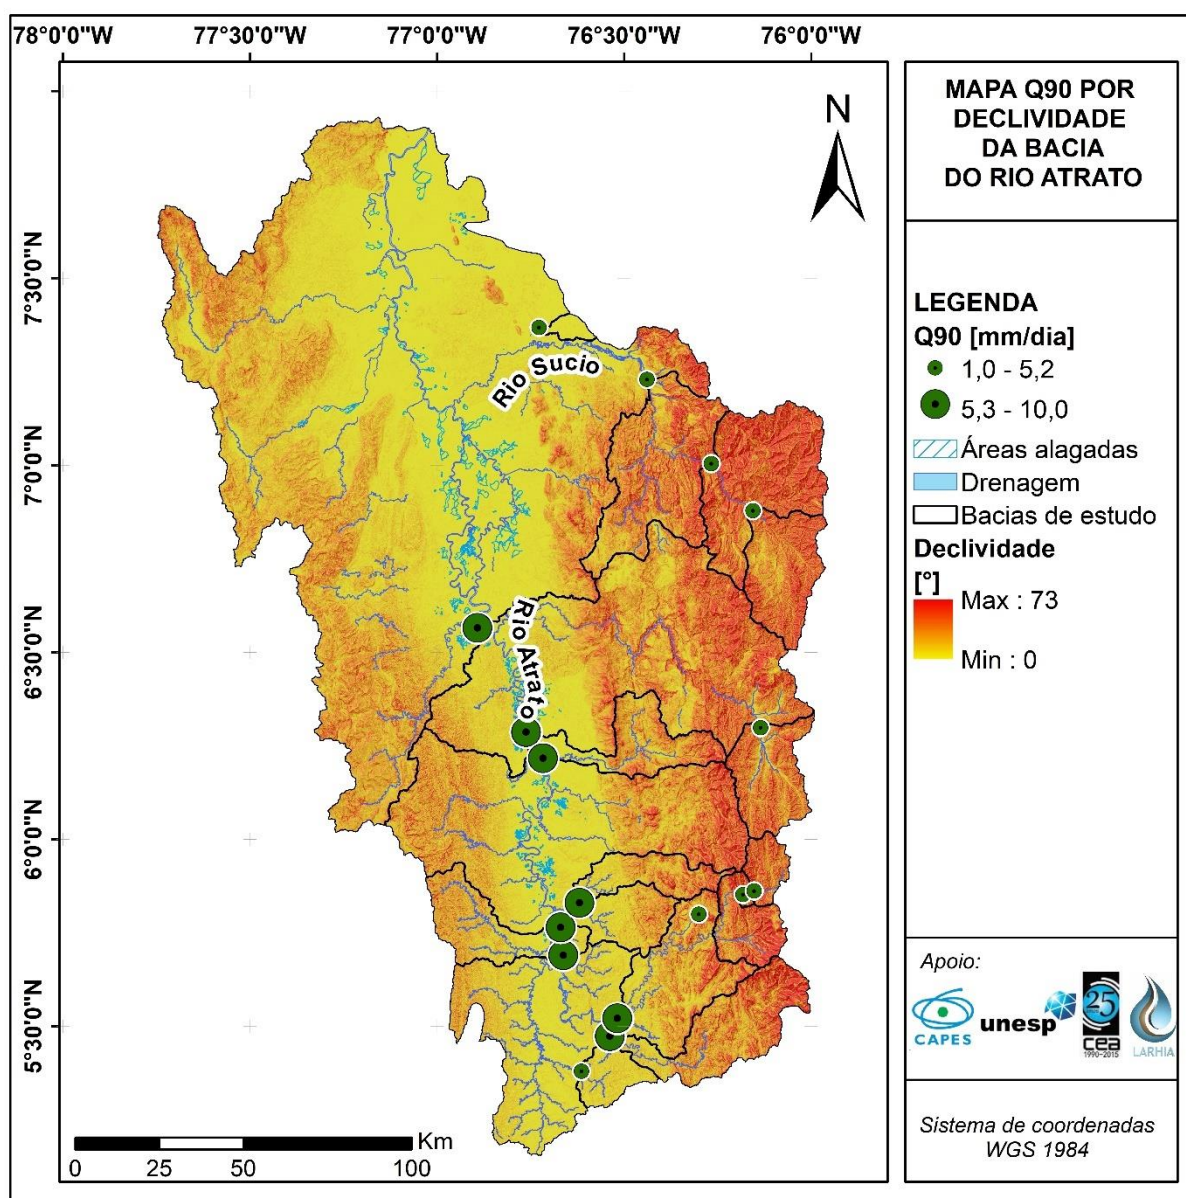 78°0'0"W
77°30'0"W
77°0'0"W
76°30'0"W
76°0'0"W
7°30'0"N
7°0'0"N
6°30'0"N
6°0'0"N
5°30'0"N
N
Rio Sucio
Rio Atrato
Km
0
25
50
100
MAPA Q90 POR
DECLIVIDADE
DA BACIA
DO RIO ATRATO
LEGENDA
Q90 [mm/dia]
1,0 - 5,2
5,3 - 10,0
Áreas alagadas
Drenagem
Bacias de estudo
Declividade
[°]
Max : 73
Min : 0
Apoio:
CAPES
unesp
25
cea
1990-2015
LARHIA
Sistema de coordenadas
WGS 1984